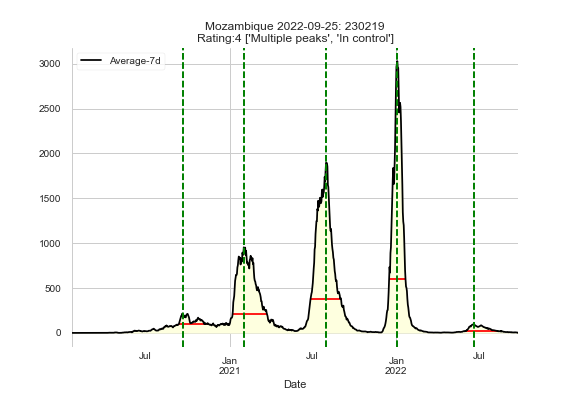 Mozambique 2022-09-25: 230219
Rating:4 ['Multiple peaks', 'In control']
Average-7d
3000
2500
2000
1500
1000
500
0
Jul
Jan
2021
Jul
Jan
2022
Jul
Date